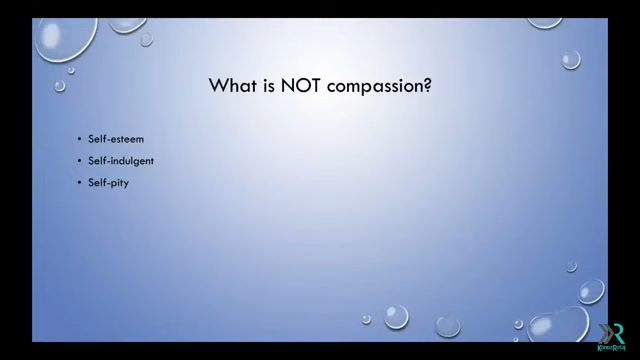 What is NOT compassion?
• Self-esteem
• Self-indulgent
• Self-pity